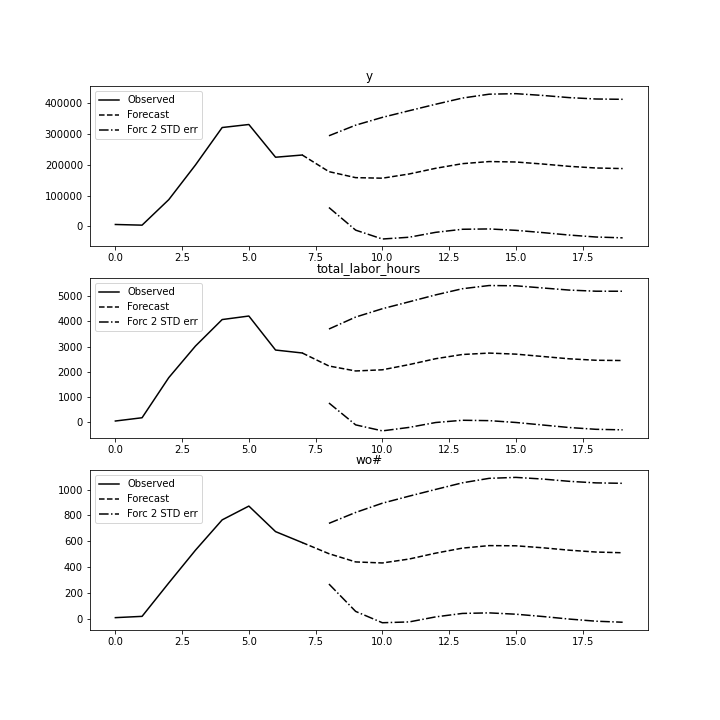 y
Observed
Forecast
Forc 2 STD err
400000
300000
200000
100000
0
0.0 2.5 5.0 7.5 10.0 12.5 15.0 17.5
total_labor_hours
Observed
Forecast
Forc 2 STD err
5000
4000
3000
2000
1000
0
0.0 2.5 5.0 7.5 10.0 12.5 15.0 17.5
wo#
Observed
Forecast
Forc 2 STD err
1000
800
600
400
200
0
0.0 2.5 5.0 7.5 10.0 12.5 15.0 17.5